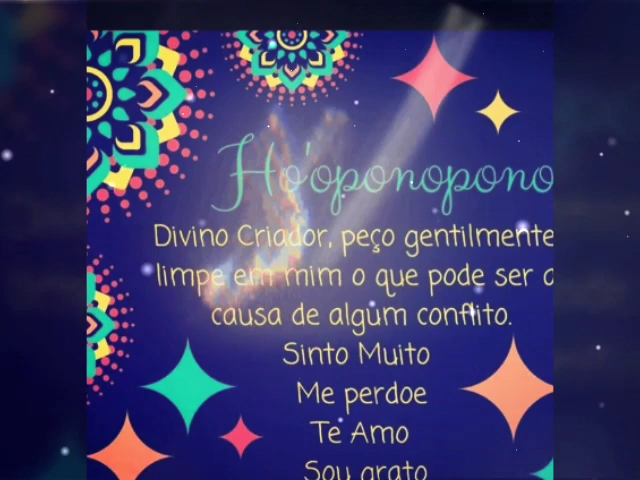 Ho'oponopono
Divino Criador, peço gentilmente
limpe em mim o que pode ser a
causa de algum conflito.
Sinto Muito
Me perdoe
Te Amo
Sou grato